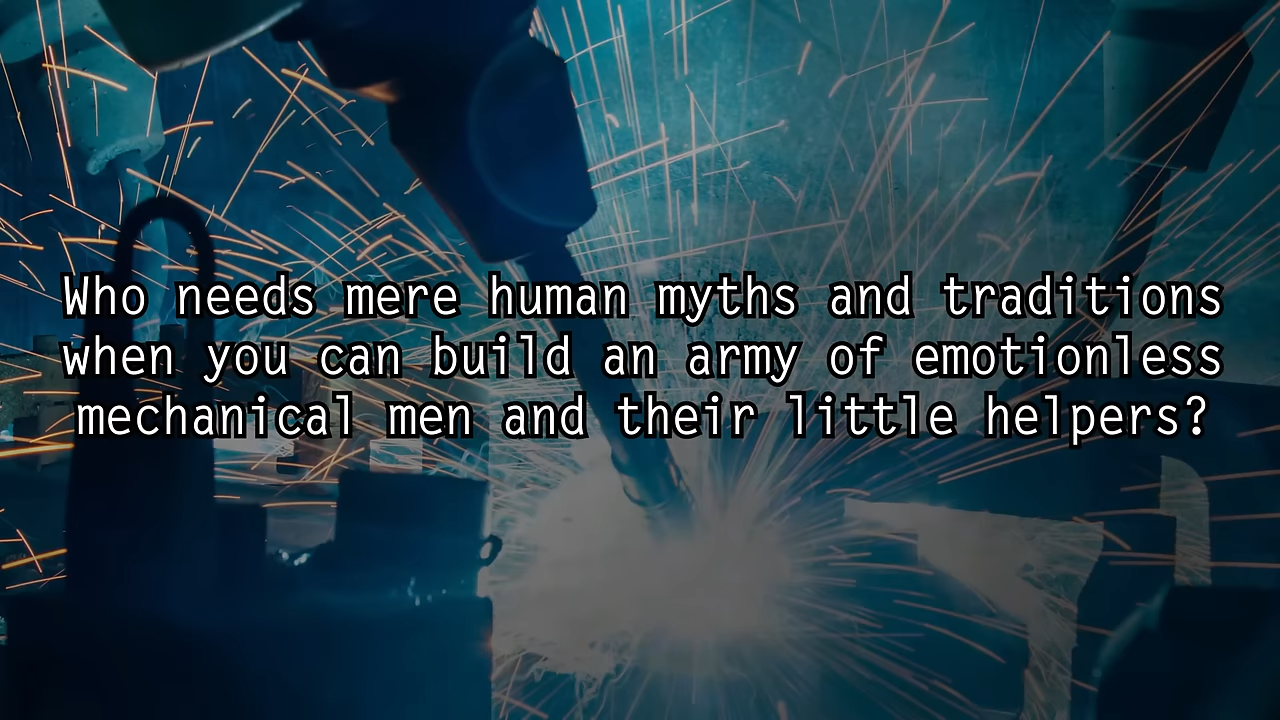 Who needs mere human myths and traditions
when you can build an army of emotionless
mechanical men and their little helpers?